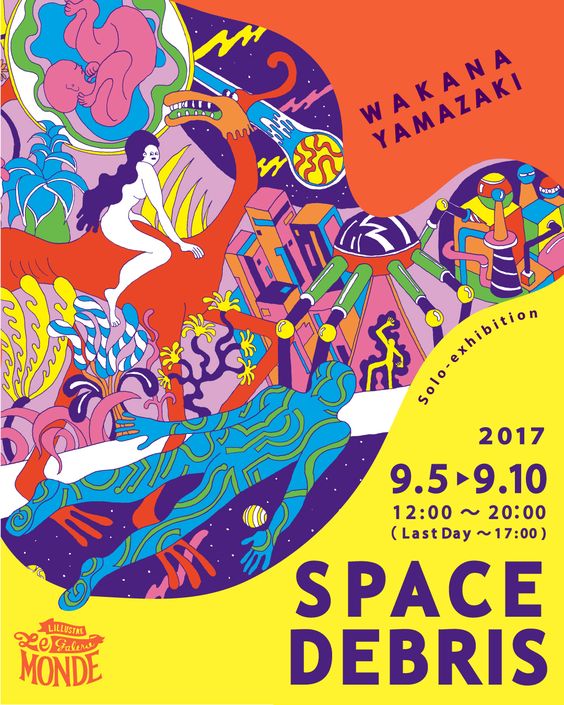 WAKANA
YAMAZAKI
Solo-exhibition
2017
9.5▶9.10
12:00～20:00
(Last Day～17:00)
SPACE
DEBRIS
LILLUSTRE
Le Galerie
MONDE